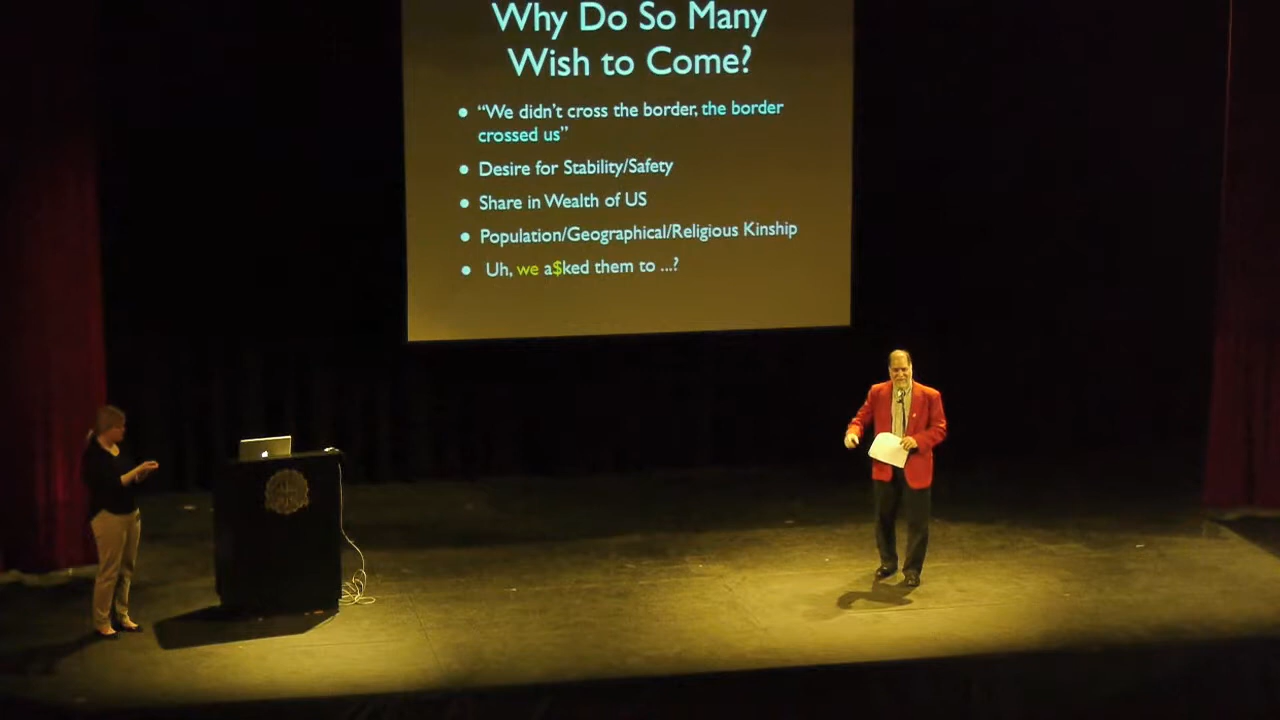 Why Do So Many
Wish to Come?
• “We didn’t cross the border, the border
crossed us”
• Desire for Stability/Safety
• Share in Wealth of US
• Population/Geographical/Religious Kinship
• Uh, we a$ked them to ...?